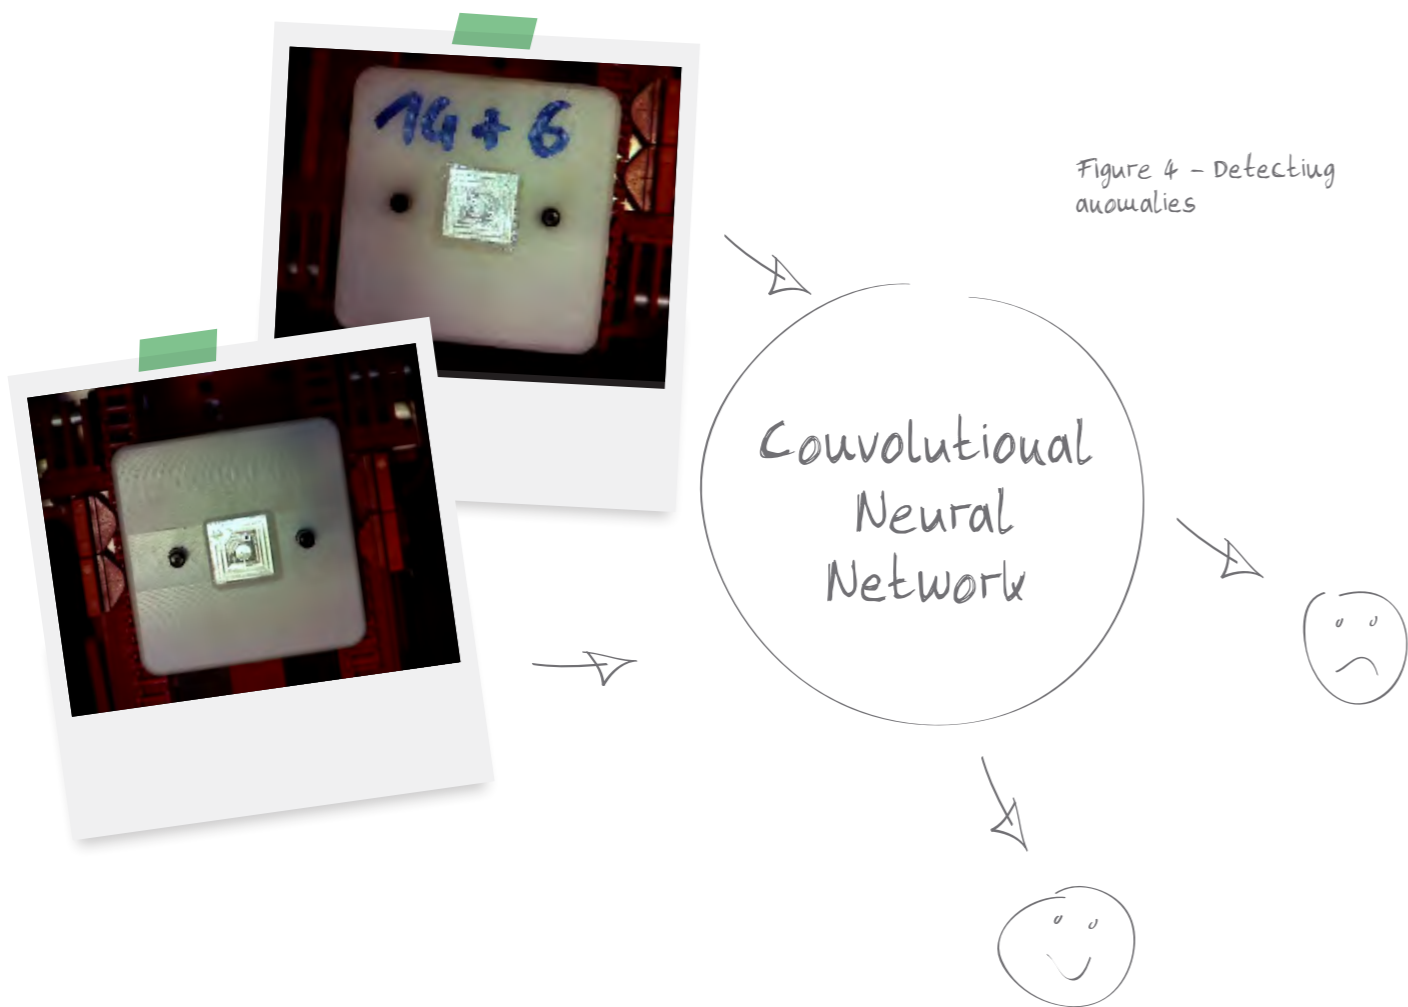 14 + 6
Figure 4 - Detecting
anomalies
Convolutional
Neural
Network